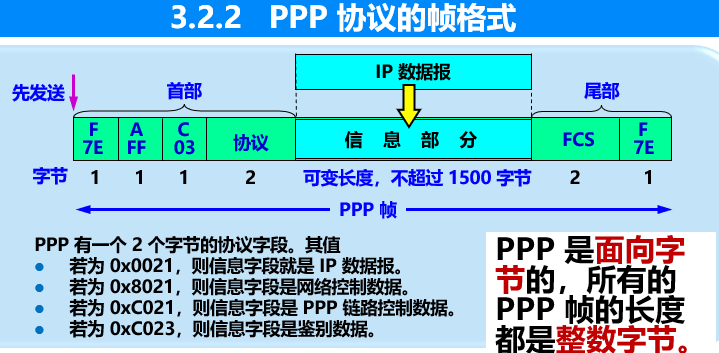 3.2.2 PPP 协议的帧格式
IP 数据报
先发送
首部
尾部
F
7E
A
FF
C
03
协议
信 息 部 分
FCS
F
7E
字节
1
1
1
2
可变长度，不超过 1500 字节
2
1
PPP 帧
PPP 有一个 2 个字节的协议字段。其值
● 若为 0x0021，则信息字段就是 IP 数据报。
● 若为 0x8021，则信息字段是网络控制数据。
● 若为 0xC021，则信息字段是 PPP 链路控制数据。
● 若为 0xC023，则信息字段是鉴别数据。
PPP 是面向字
节的，所有的
PPP 帧的长度
都是整数字节。